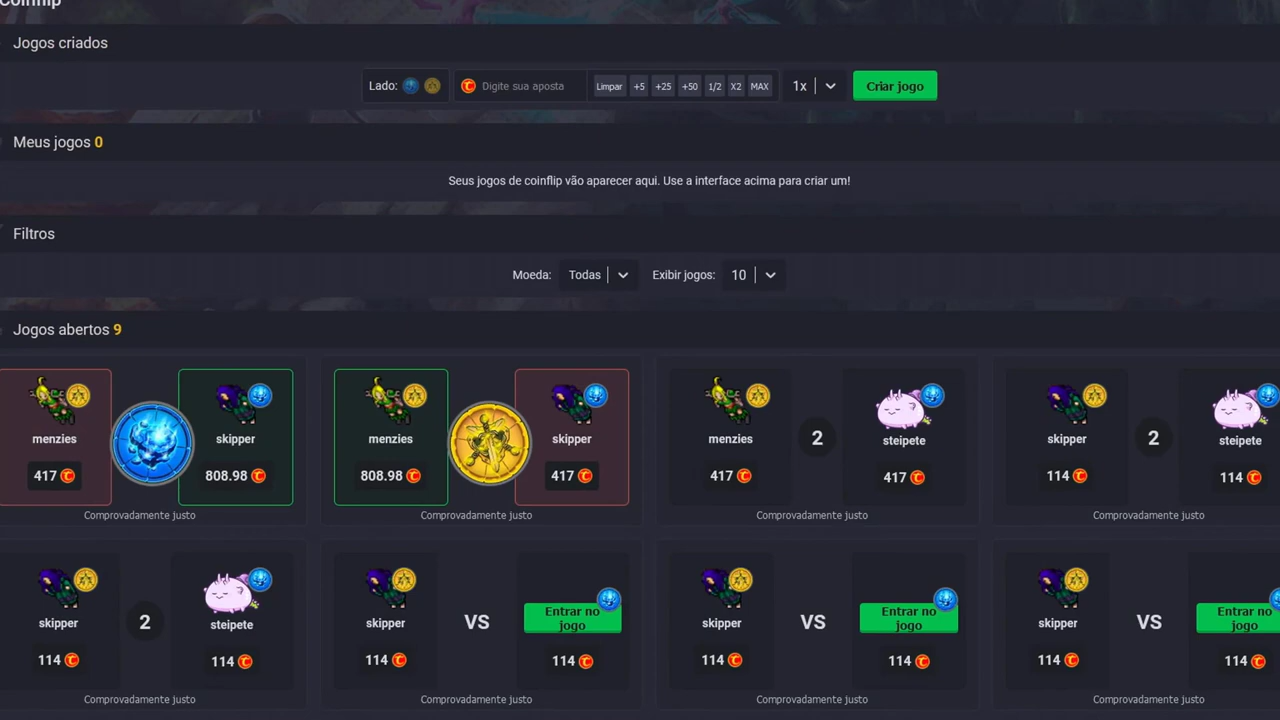 Coinflip
Jogos criados
Lado:
Digite sua aposta
Limpar +5 +25 +50 1/2 X2 MAX
1x
Criar jogo
Meus jogos 0
Seus jogos de coinflip vão aparecer aqui. Use a interface acima para criar um!
Filtros
Moeda: Todas
Exibir jogos: 10
Jogos abertos 9
menzies
417
skipper
808.98
Comprovadamente justo
menzies
808.98
skipper
417
Comprovadamente justo
menzies
417
2
steipete
417
Comprovadamente justo
skipper
114
2
steipete
114
Comprovadamente justo
skipper
114
2
steipete
114
Comprovadamente justo
skipper
114
VS
Entrar no
jogo
114
Comprovadamente justo
skipper
114
VS
Entrar no
jogo
114
Comprovadamente justo
skipper
114
VS
Entrar no
jogo
114
Comprovadamente justo